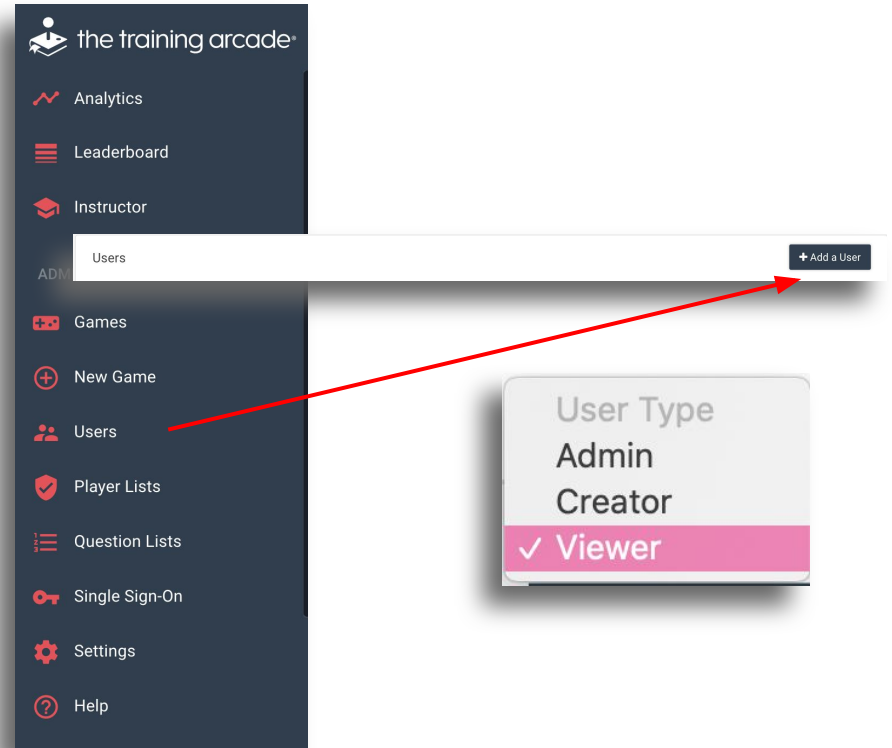 the training arcade®
Analytics
Leaderboard
Instructor
Users
+ Add a User
ADM
Games
New Game
Users
Player Lists
Question Lists
Single Sign-On
Settings
Help
User Type
Admin
Creator
✓ Viewer